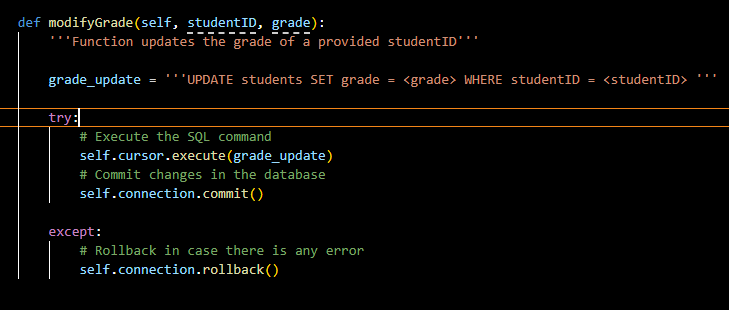 def modifyGrade(self, studentID, grade):
    '''Function updates the grade of a provided studentID'''
    grade_update = '''UPDATE students SET grade = <grade> WHERE studentID = <studentID> '''
    try:
        # Execute the SQL command
        self.cursor.execute(grade_update)
        # Commit changes in the database
        self.connection.commit()
    except:
        # Rollback in case there is any error
        self.connection.rollback()